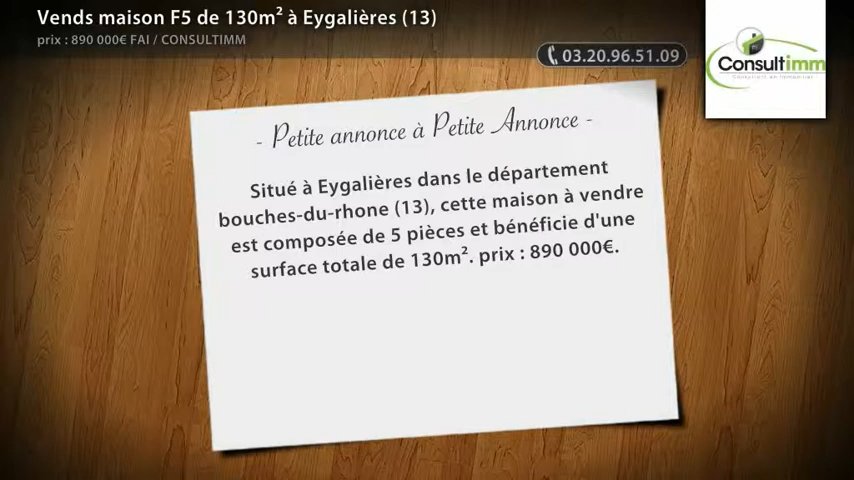 Vends maison F5 de 130m² à Eygalières (13)
prix : 890 000€ FAI / CONSULTIMM
03.20.96.51.09
Consultimm
- Petite annonce à Petite Annonce -
Situé à Eygalières dans le département
bouches-du-rhone (13), cette maison à vendre
est composée de 5 pièces et bénéficie d'une
surface totale de 130m². prix : 890 000€.